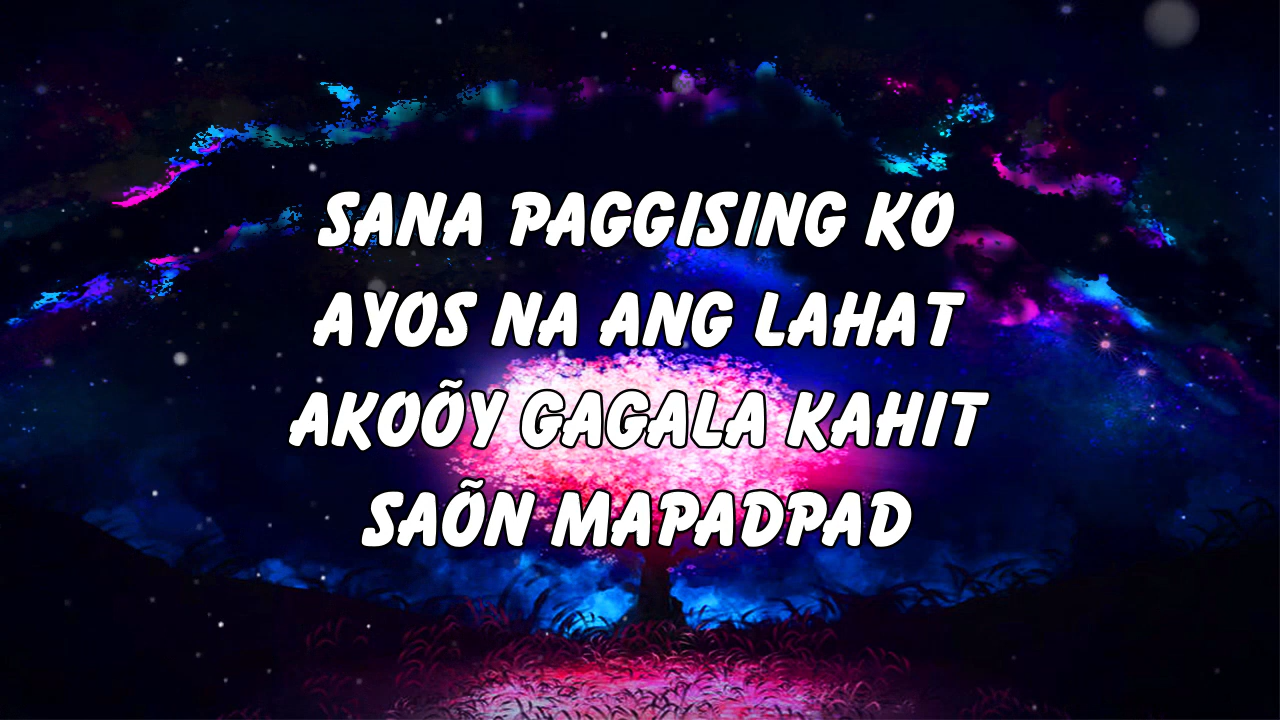 SANA PAGGISING KO
AYOS NA ANG LAHAT
AKOÕY GAGALA KAHIT
SAÕN MAPADPAD